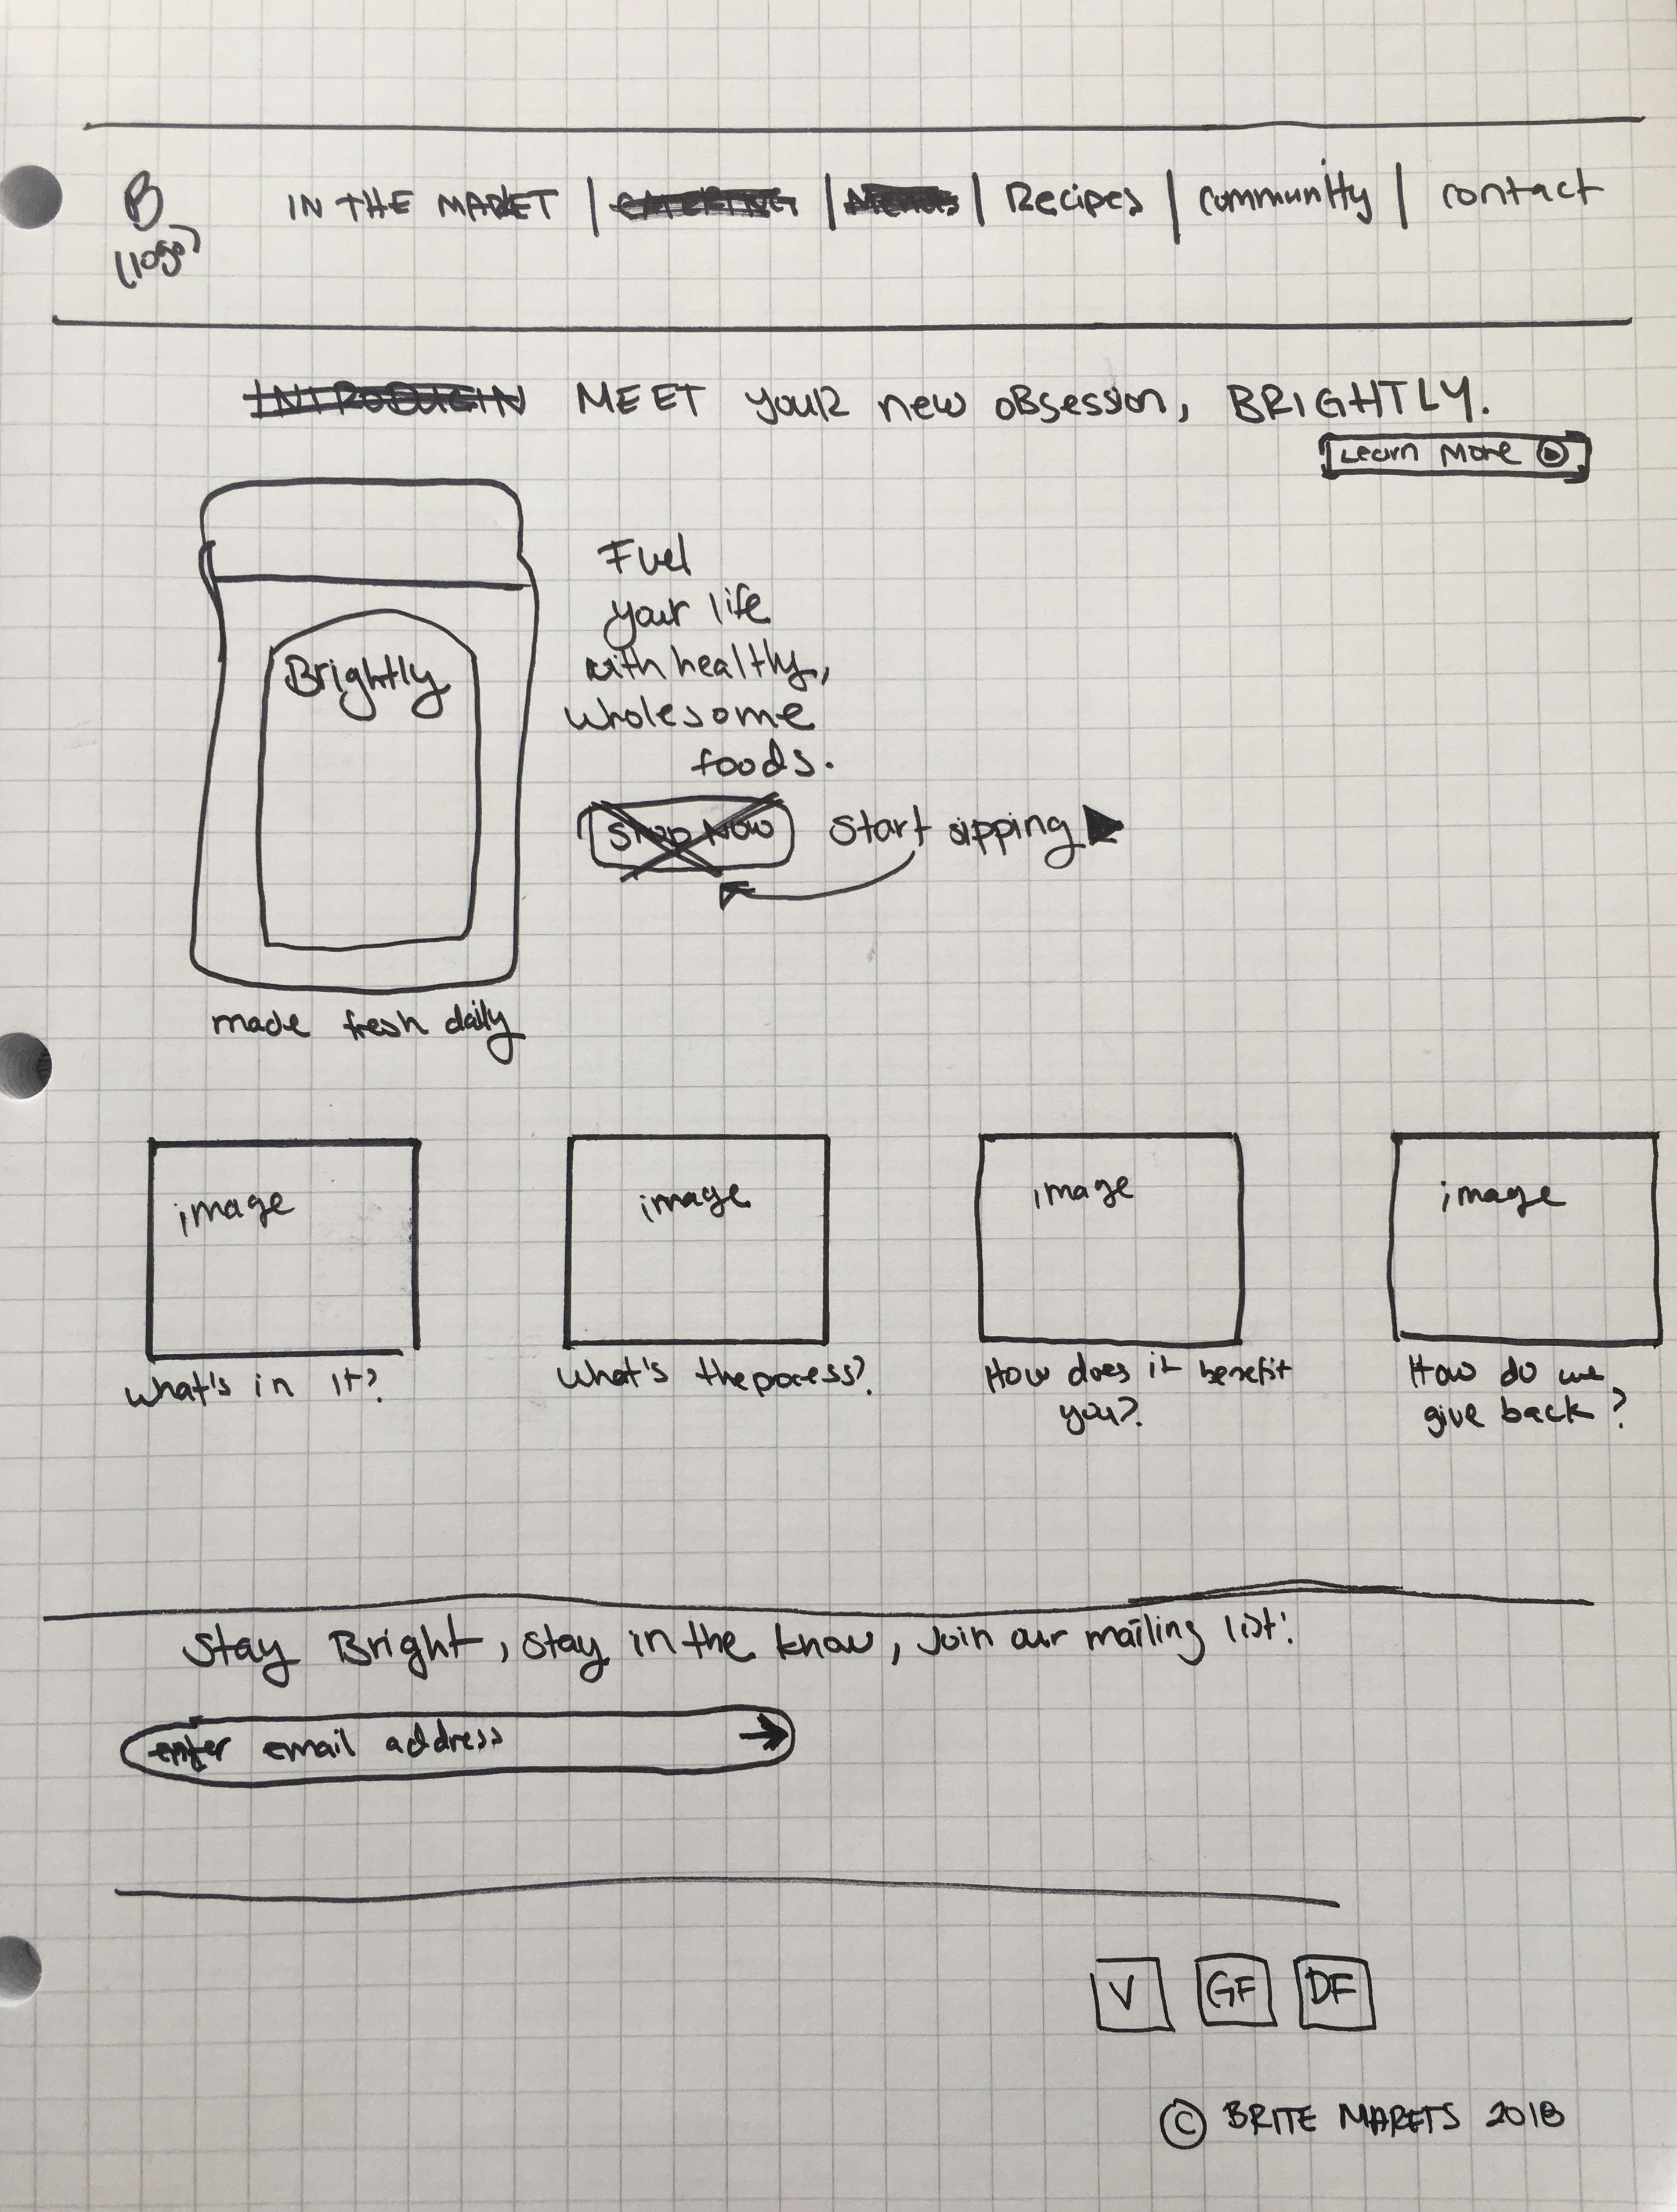 B IN THE MARKET | CATERING | Menus | Recipes | community | contact
(logo)
INTRODUCIN MEET YOUR new obsession, BRIGHTLY.
Learn More
Fuel
your life
with healthy,
wholesome
foods.
Brightly
Shop Now Start sipping
made fresh daily
image image image image
What's in it? What's the process? How does it benefit you? How do we give back?
Stay Bright, stay in the know, Join our mailing list!
enter email address →
V GF DF
© BRITE MARETS 2018